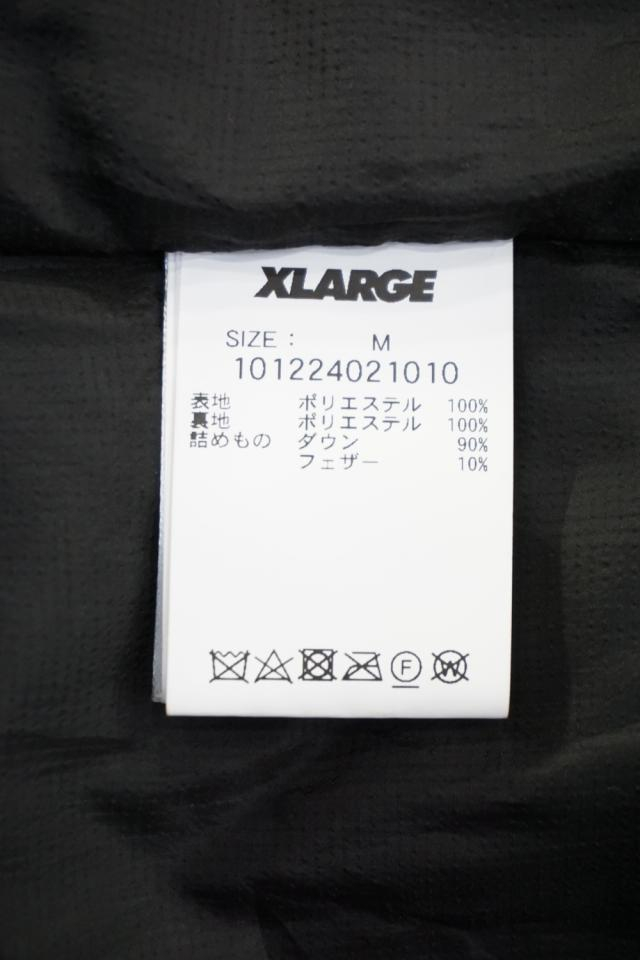 XLARGE
SIZE： M
101224021010
表地 ポリエステル 100%
裏地 ポリエステル 100%
詰めもの ダウン 90%
フェザー 10%
F W